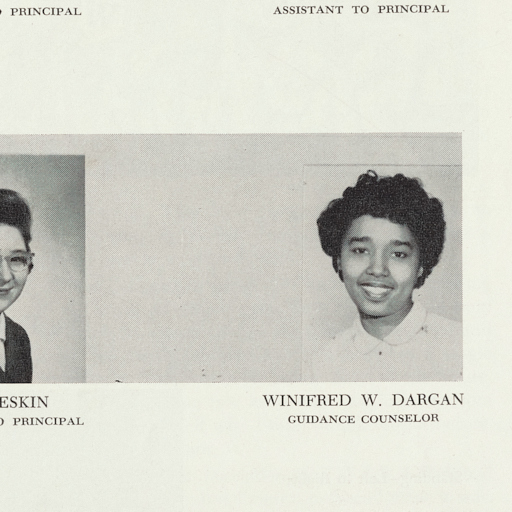 PRINCIPAL
ASSISTANT TO PRINCIPAL
ESKIN
PRINCIPAL
WINIFRED W. DARGAN
GUIDANCE COUNSELOR